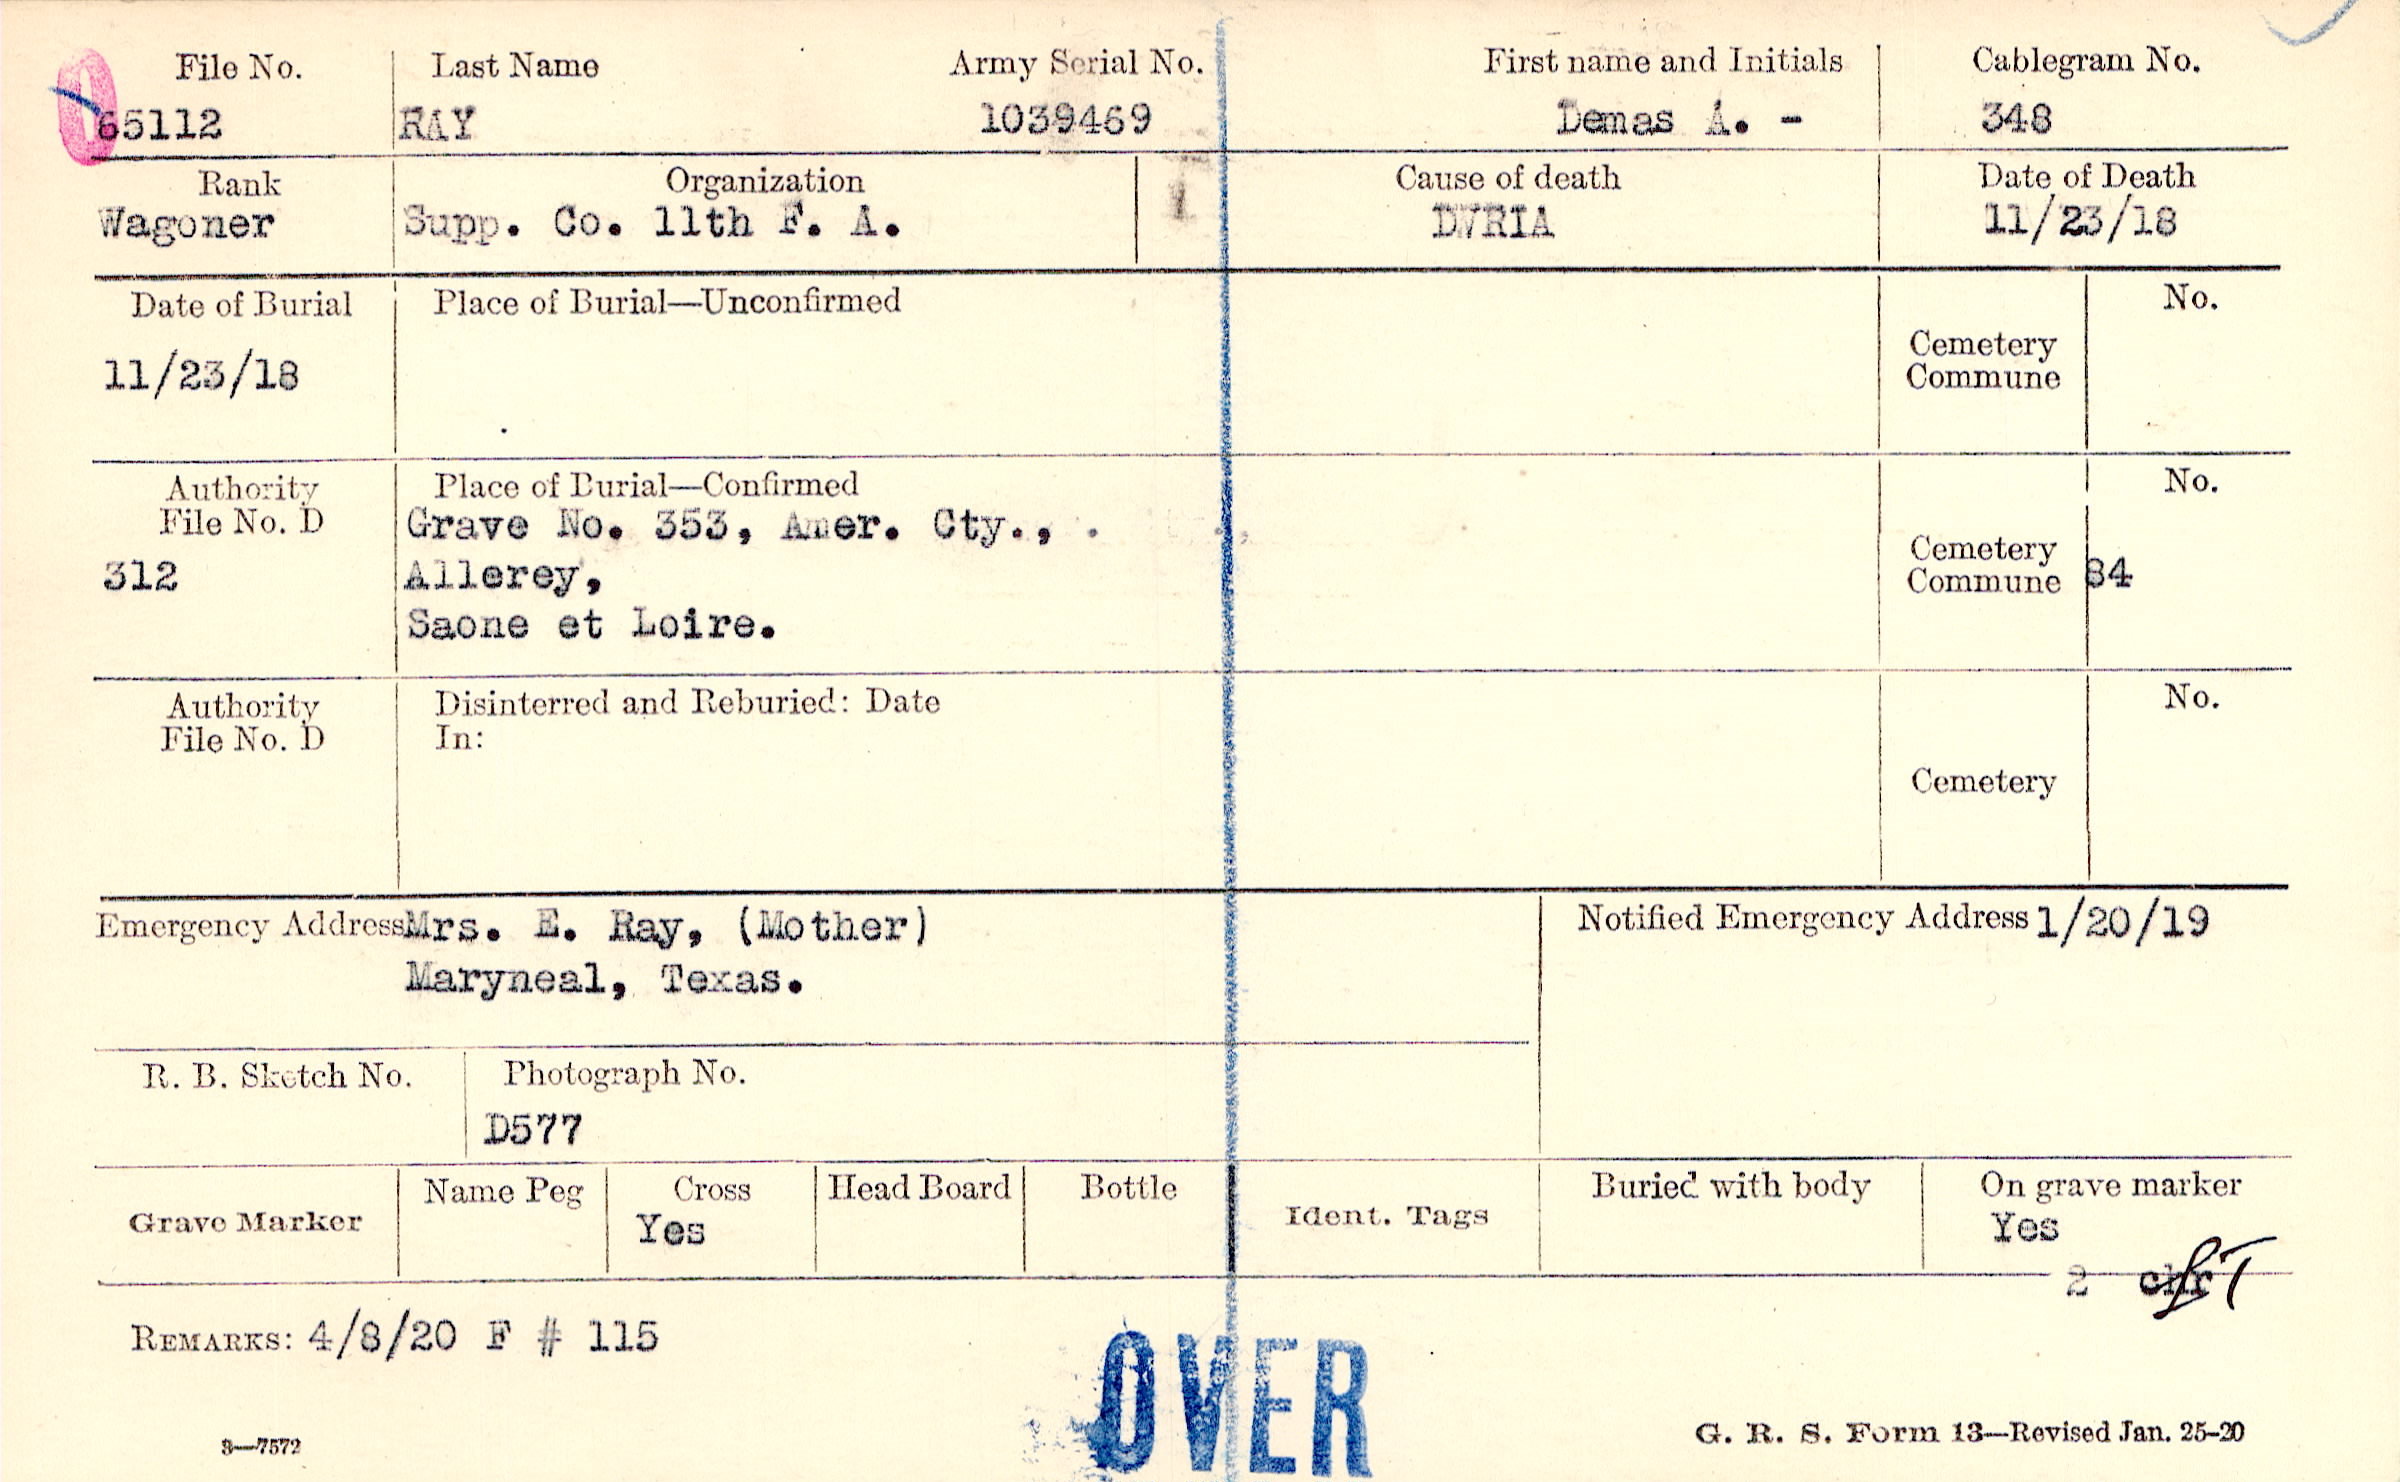 File No. Last Name Army Serial No. First name and Initials Cablegram No.
65112 RAY 1039469 Demas A. - 348
Rank Organization Cause of death Date of Death
Wagoner Supp. Co. 11th F. A. 1 DWRIA 11/23/18
Date of Burial Place of Burial—Unconfirmed No.
Cemetery
Commune
11/23/18
Authority Place of Burial—Confirmed No.
File No. D Grave No. 353, Amer. Cty., .
Cemetery
312 Allerey, Commune 84
Saone et Loire.
Authority Disinterred and Reburied: Date No.
File No. D In:
Cemetery
Emergency Address Mrs. E. Ray, (Mother) Notified Emergency Address 1/20/19
Maryneal, Texas.
R. B. Sketch No. Photograph No.
D577
Grave Marker Name Peg Cross Head Board Bottle Ident. Tags Buried with body On grave marker
Yes Yes
2
REMARKS: 4/8/20 F # 115
OVER
3—7572 G. R. S. Form 13—Revised Jan. 25-20